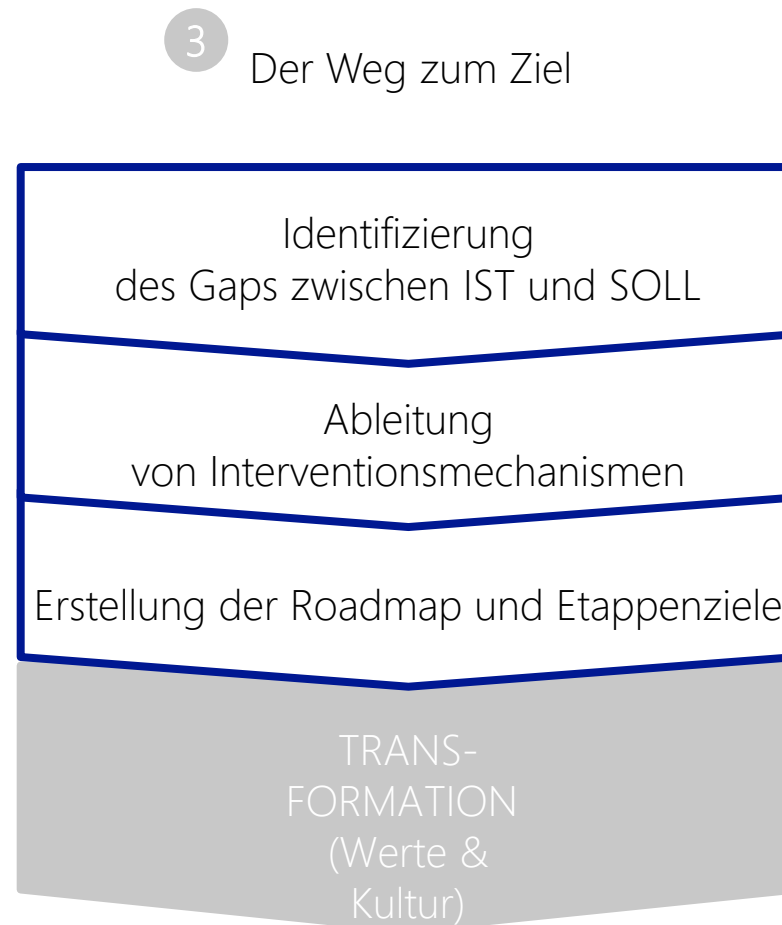 3
Der Weg zum Ziel
Identifizierung
des Gaps zwischen IST und SOLL
Ableitung
von Interventionsmechanismen
Erstellung der Roadmap und Etappenziele
TRANS-
FORMATION
(Werte &
Kultur)